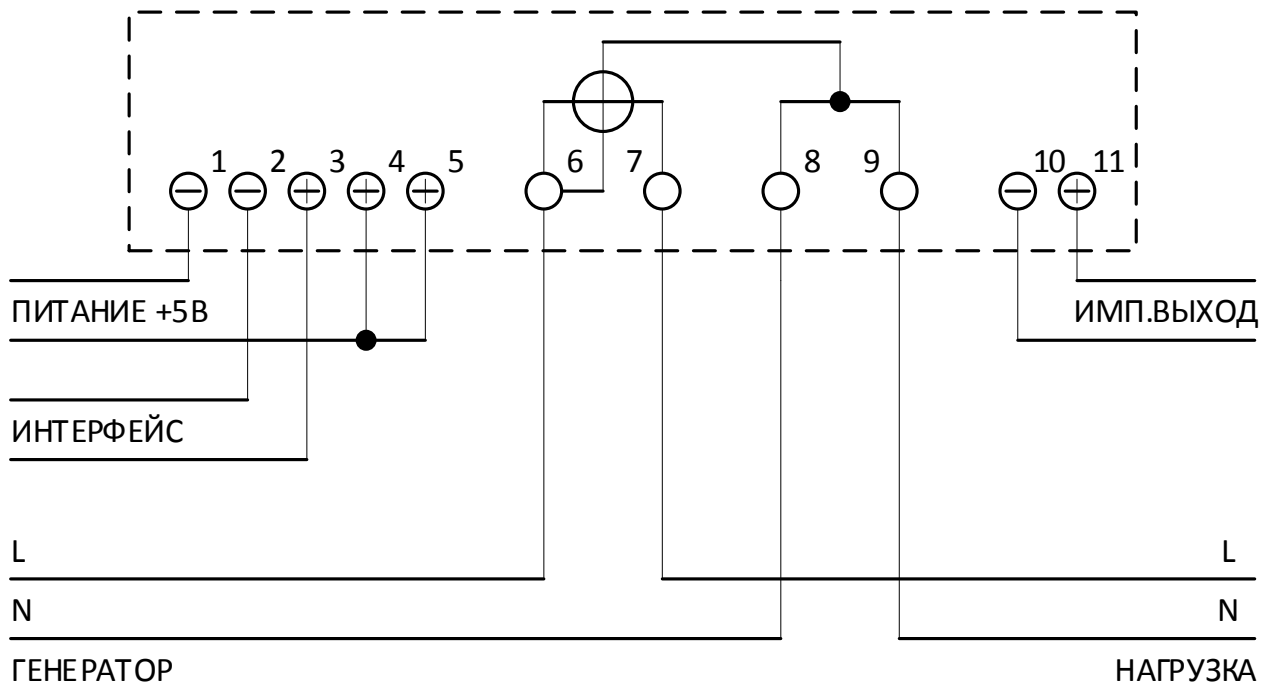 1 2 3 4 5 6 7 8 9 10 11
ПИТАНИЕ +5В ИМП.ВЫХОД
ИНТЕРФЕЙС
L L
N N
ГЕНЕРАТОР НАГРУЗКА